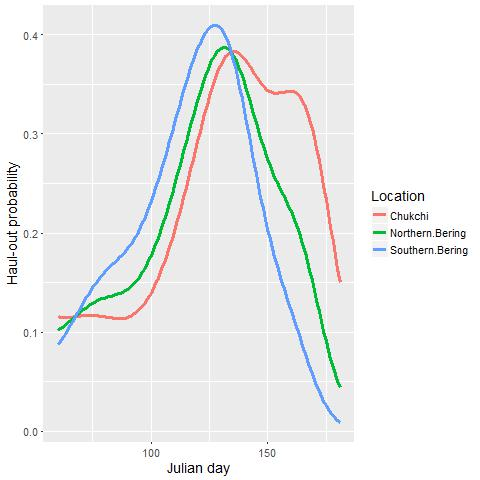 0.4
0.3
0.2
0.1
0.0
Haul-out probability
100
150
Julian day
Location
Chukchi
Northern.Bering
Southern.Bering